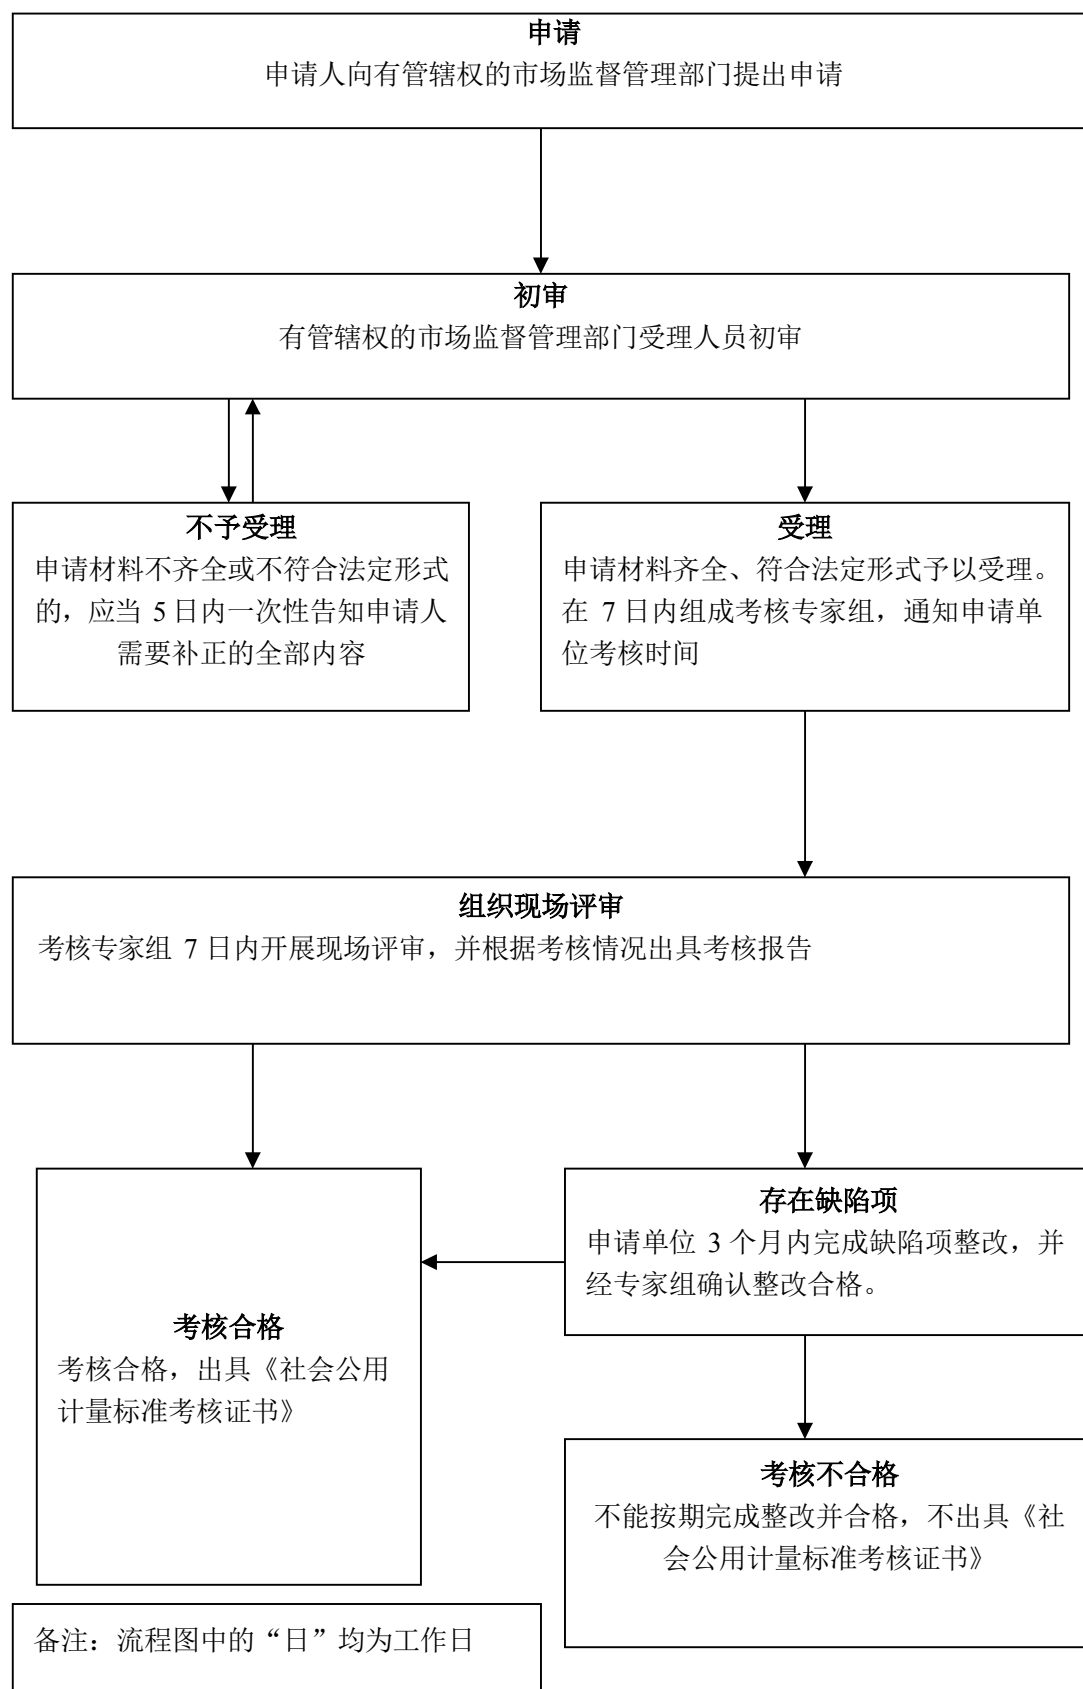 申请
申请人向有管辖权的市场监督管理部门提出申请
初审
有管辖权的市场监督管理部门受理人员初审
不予受理
申请材料不齐全或不符合法定形式
的，应当 5 日内一次性告知申请人
需要补正的全部内容
受理
申请材料齐全、符合法定形式予以受理。
在 7 日内组成考核专家组，通知申请单
位考核时间
组织现场评审
考核专家组 7 日内开展现场评审，并根据考核情况出具考核报告
考核合格
考核合格，出具《社会公用
计量标准考核证书》
存在缺陷项
申请单位 3 个月内完成缺陷项整改，并
经专家组确认整改合格。
考核不合格
不能按期完成整改并合格，不出具《社
会公用计量标准考核证书》
备注：流程图中的“日”均为工作日